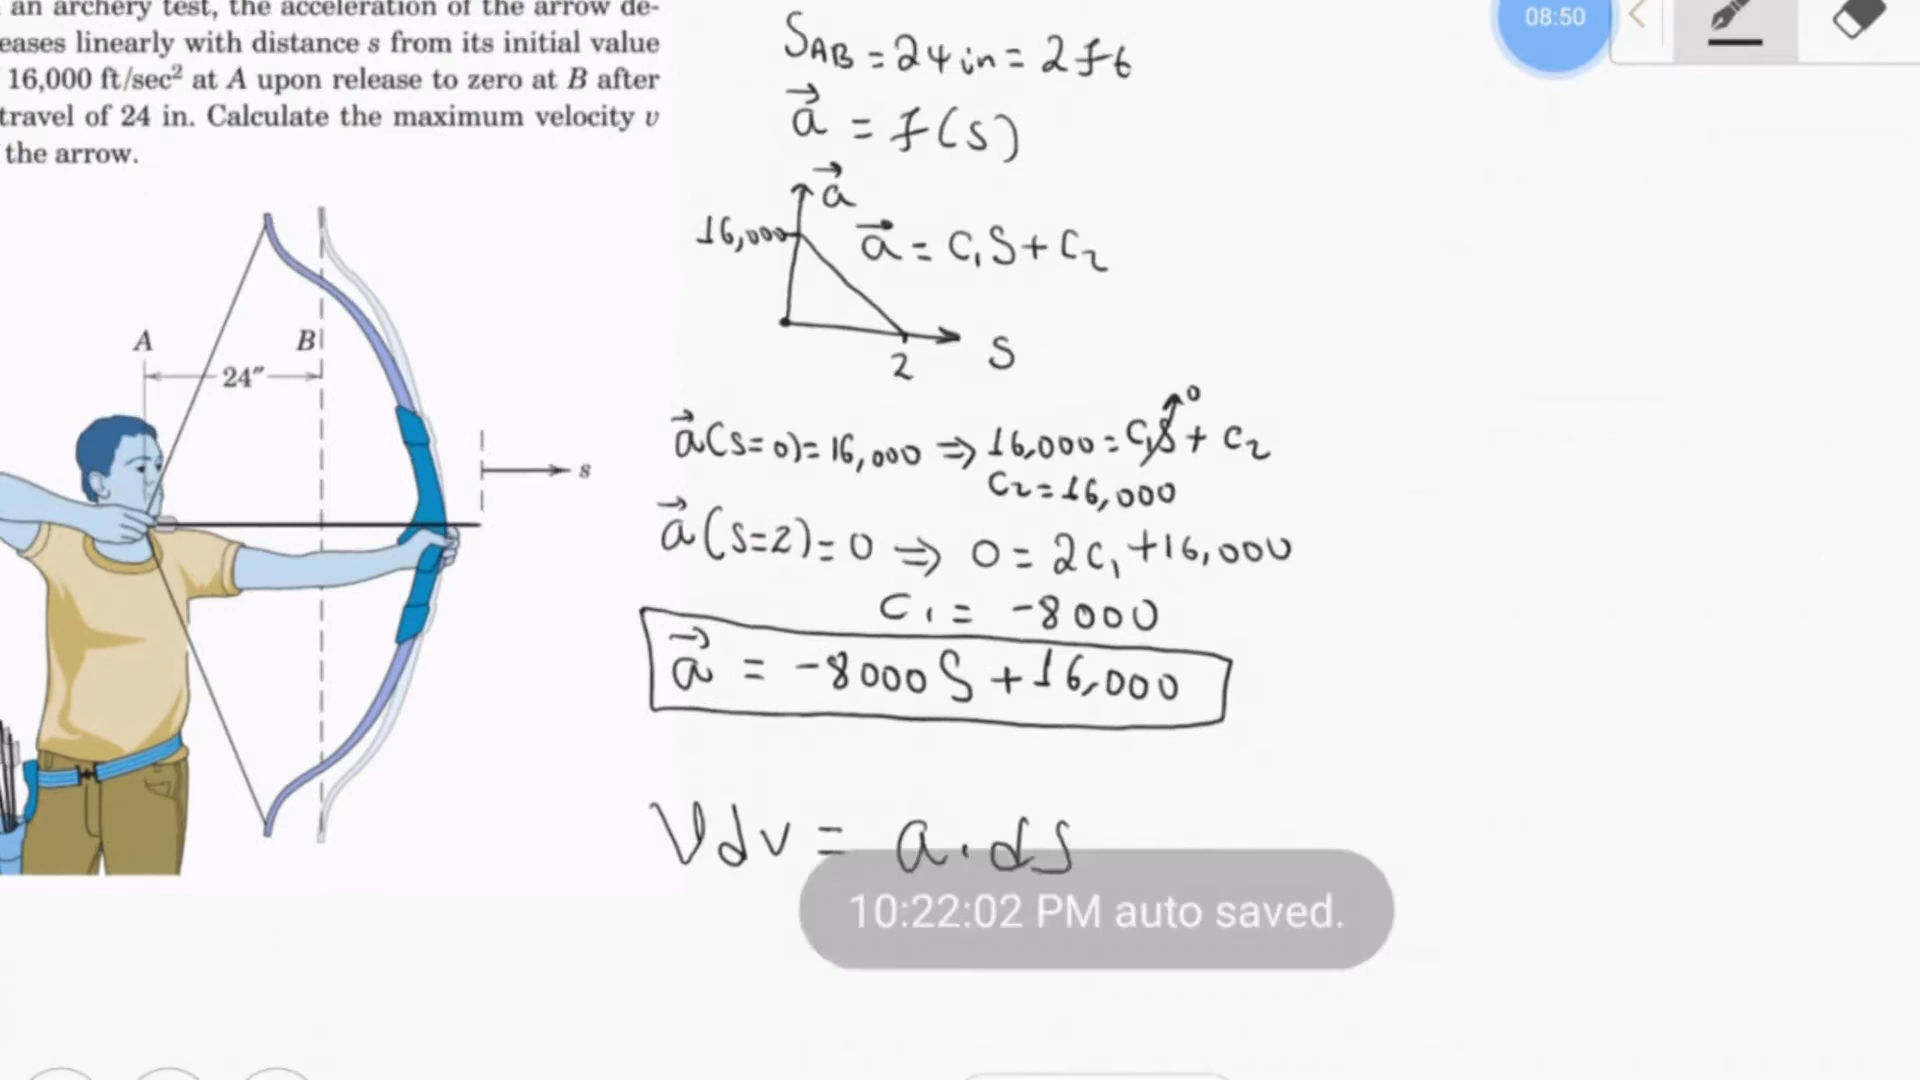 an archery test, the acceleration of the arrow de-
eases linearly with distance s from its initial value
16,000 ft/sec² at A upon release to zero at B after
travel of 24 in. Calculate the maximum velocity v
the arrow.
A
B
24″
s
S_AB = 24 in = 2 ft
a⃗ = f(s)
a⃗
16,000
a⃗ = C₁S + C₂
2
S
a⃗(s=0) = 16,000 ⇒ 16,000 = C₁S↗0 + C₂
C₂ = 16,000
a⃗(s=2) = 0 ⇒ 0 = 2C₁ + 16,000
C₁ = -8000
a⃗ = -8000S + 16,000
Vdv = a.ds
10:22:02 PM auto saved.
08:50